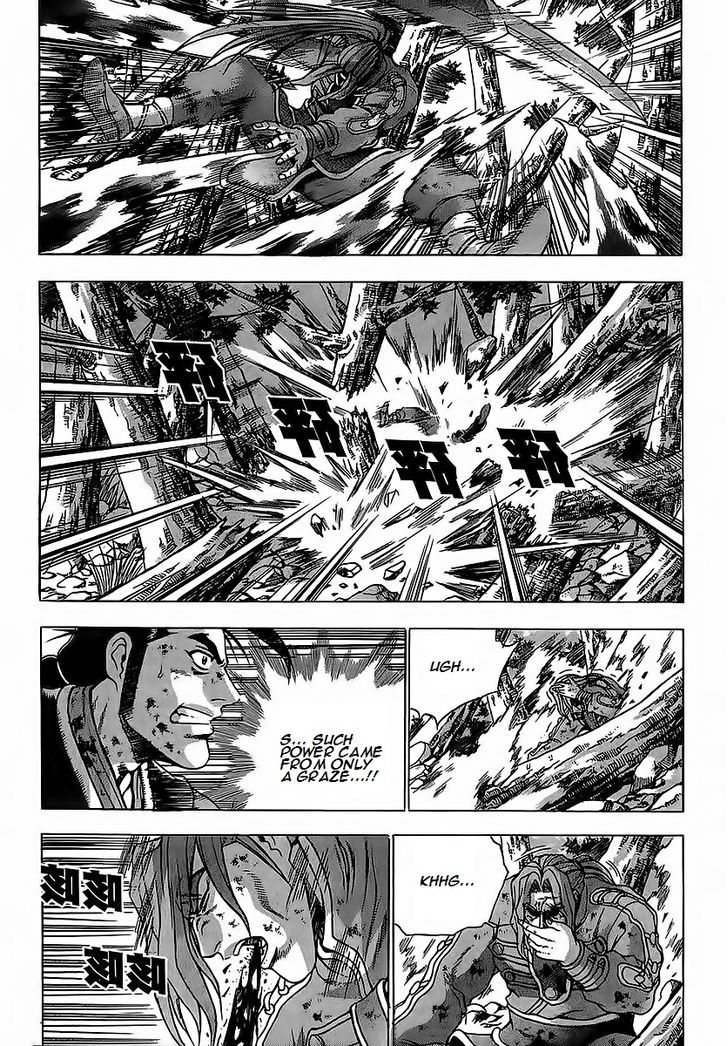 砰
砰
砰
砰
UGH...
S... SUCH
POWER CAME
FROM ONLY
A GRAZE...!!
KHHG...